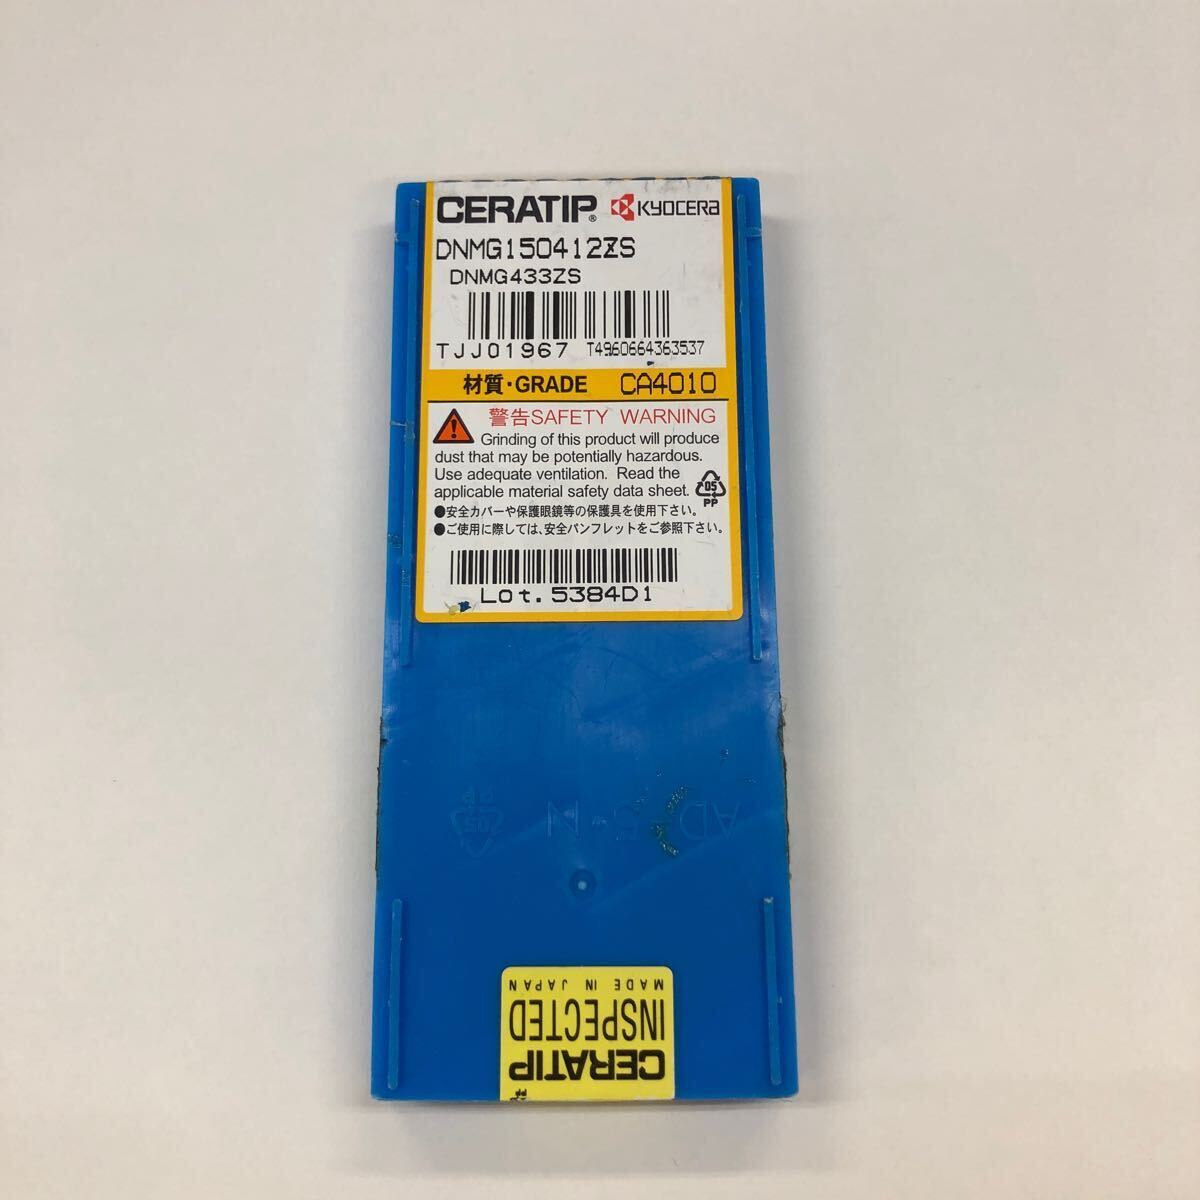 CERATIP® KYOCERA
DNMG150412ZS
DNMG433ZS
TJJ01967 T4960664363537
材質・GRADE CA4010
警告SAFETY WARNING
Grinding of this product will produce
dust that may be potentially hazardous.
Use adequate ventilation. Read the
applicable material safety data sheet.
05
PP
●安全カバーや保護眼鏡等の保護具を使用下さい。
●ご使用に際しては、安全パンフレットをご参照下さい。
Lot. 5384D1
CERATIP
INSPECTED
MADE IN JAPAN